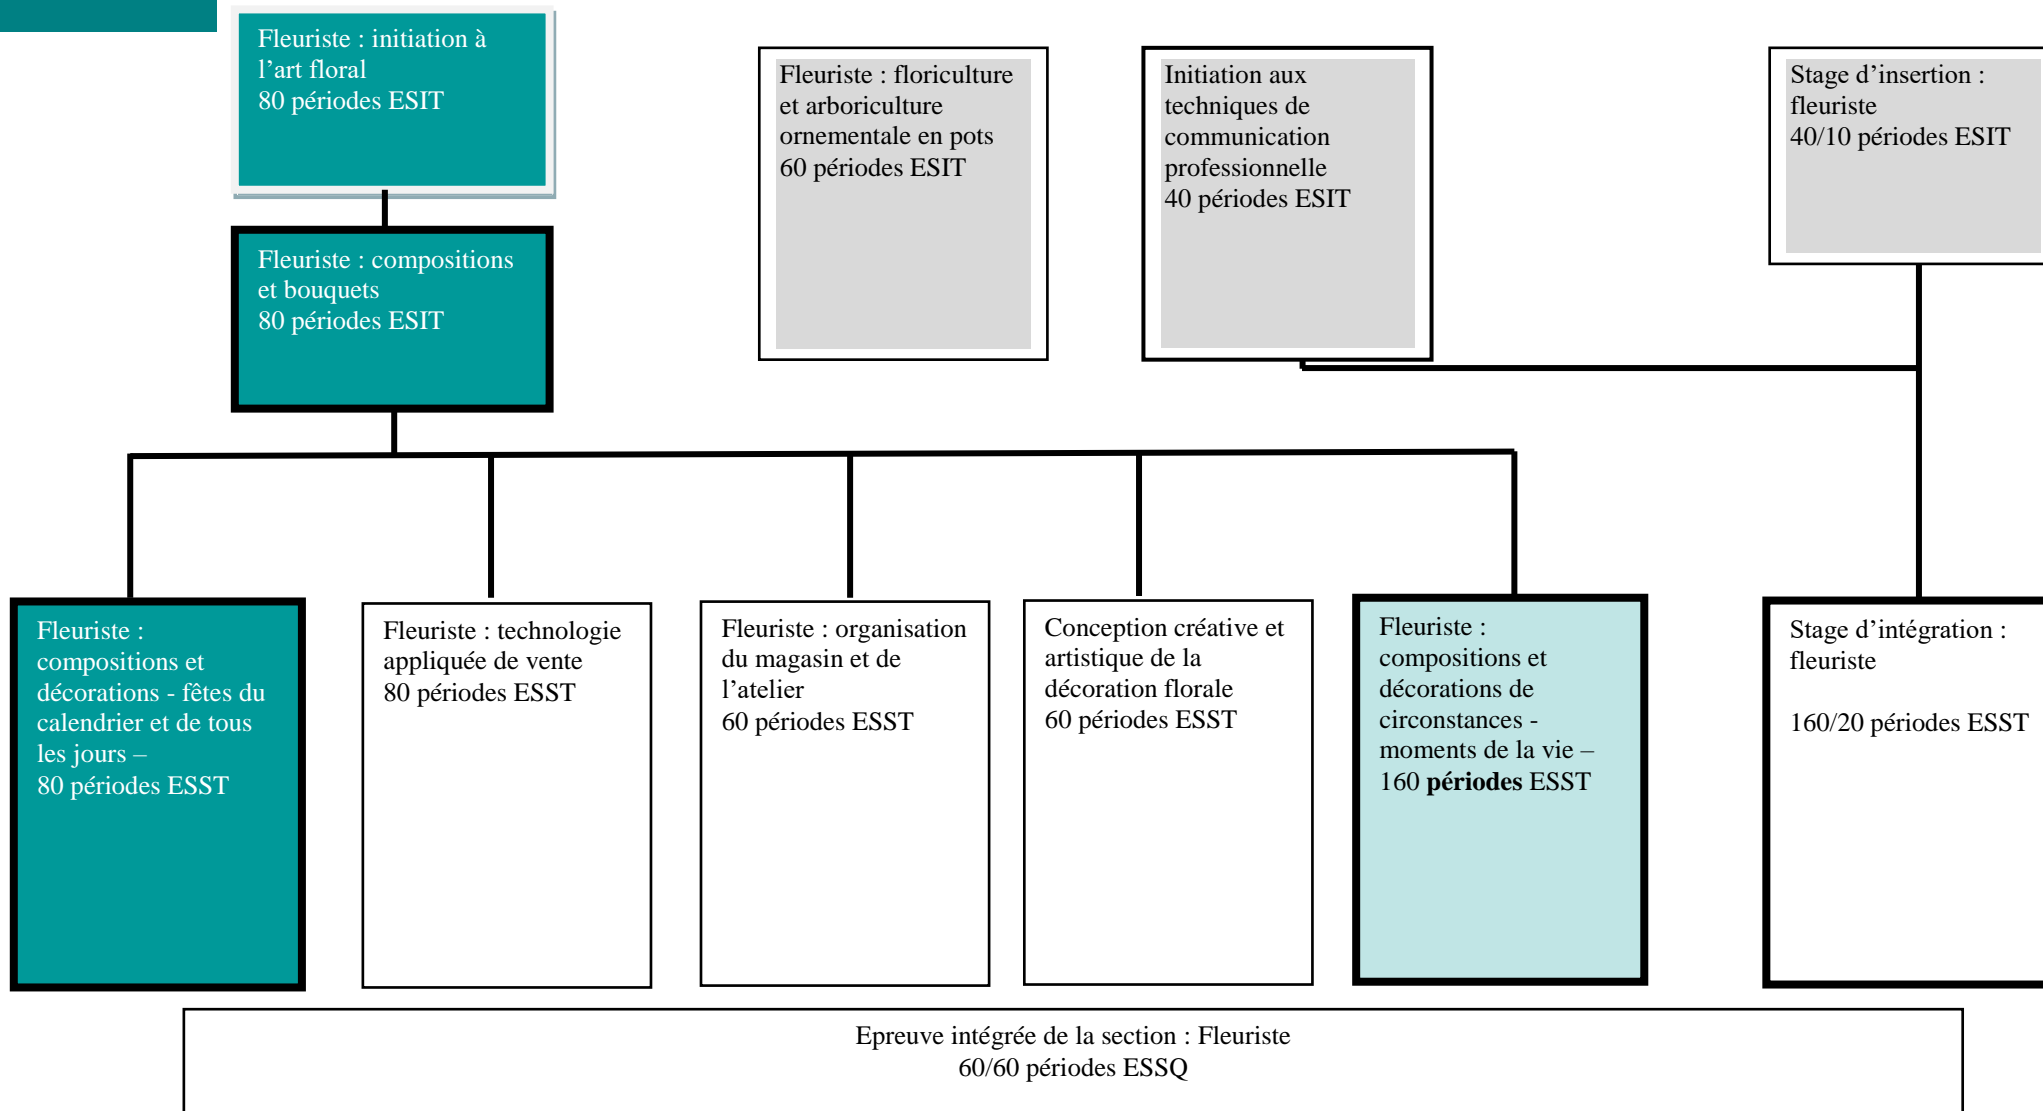 Fleuriste : initiation à
l’art floral
80 périodes ESIT
Fleuriste : floriculture
et arboriculture
ornementale en pots
60 périodes ESIT
Initiation aux
techniques de
communication
professionnelle
40 périodes ESIT
Stage d’insertion :
fleuriste
40/10 périodes ESIT
Fleuriste : compositions
et bouquets
80 périodes ESIT
Fleuriste :
compositions et
décorations - fêtes du
calendrier et de tous
les jours –
80 périodes ESST
Fleuriste : technologie
appliquée de vente
80 périodes ESST
Fleuriste : organisation
du magasin et de
l’atelier
60 périodes ESST
Conception créative et
artistique de la
décoration florale
60 périodes ESST
Fleuriste :
compositions et
décorations de
circonstances -
moments de la vie –
160 périodes ESST
Stage d’intégration :
fleuriste
160/20 périodes ESST
Epreuve intégrée de la section : Fleuriste
60/60 périodes ESSQ